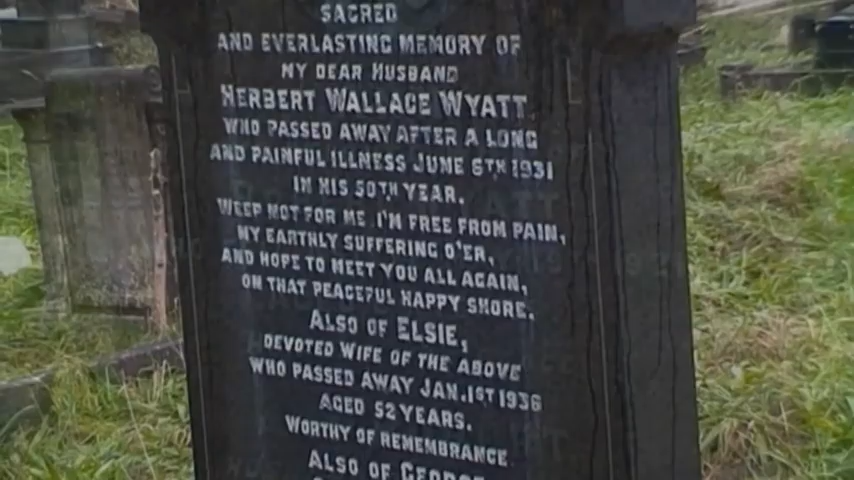 SACRED
AND EVERLASTING MEMORY OF
MY DEAR HUSBAND
HERBERT WALLACE WYATT
WHO PASSED AWAY AFTER A LONG
AND PAINFUL ILLNESS JUNE 6TH 1931
IN HIS 50TH YEAR.
WEEP NOT FOR ME I'M FREE FROM PAIN,
MY EARTHLY SUFFERING O'ER,
AND HOPE TO MEET YOU ALL AGAIN,
ON THAT PEACEFUL HAPPY SHORE.
ALSO OF ELSIE,
DEVOTED WIFE OF THE ABOVE
WHO PASSED AWAY JAN. 1ST 1936
AGED 52 YEARS.
WORTHY OF REMEMBRANCE
ALSO OF GEORGE